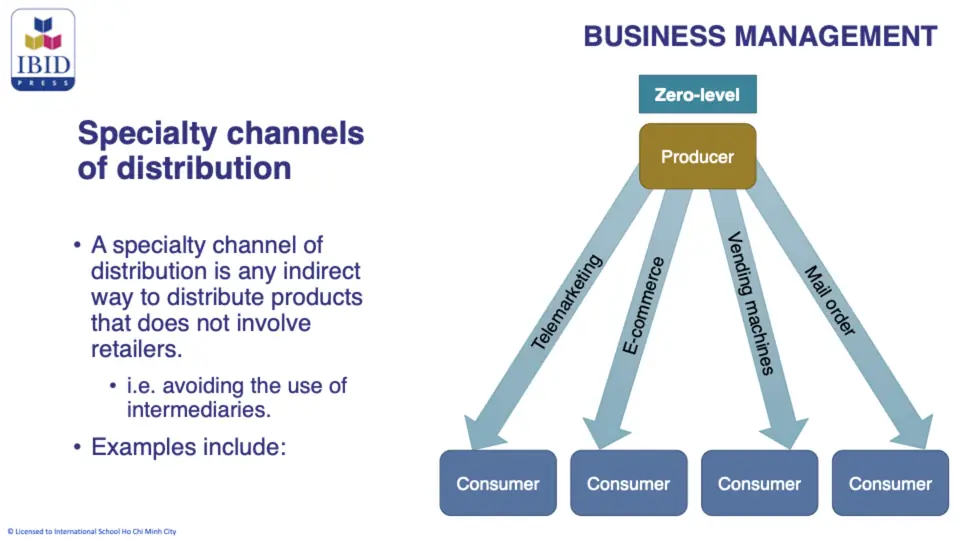 IBID
PRESS
BUSINESS MANAGEMENT
Specialty channels
of distribution
• A specialty channel of
distribution is any indirect
way to distribute products
that does not involve
retailers.
• i.e. avoiding the use of
intermediaries.
• Examples include:
Zero-level
Producer
Telemarketing
E-commerce
Vending machines
Mail order
Consumer
Consumer
Consumer
Consumer
© Licensed to International School Ho Chi Minh City